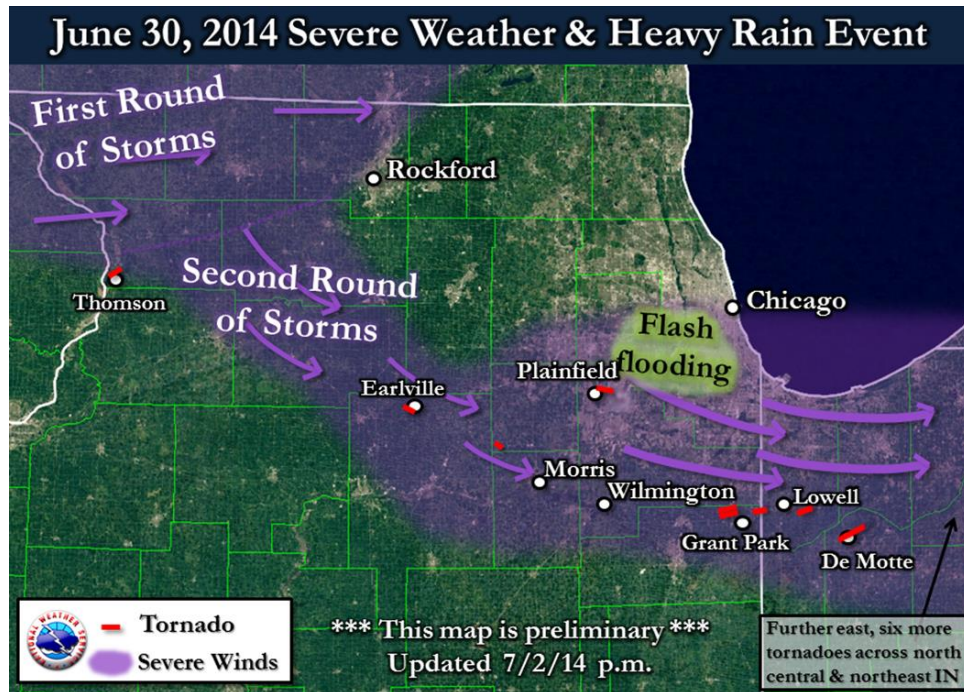 June 30, 2014 Severe Weather & Heavy Rain Event
First Round
of Storms
Rockford
Second Round
of Storms
Thomson
Chicago
Flash
flooding
Plainfield
Earlville
Morris
Wilmington
Lowell
Grant Park
De Motte
Tornado
Severe Winds
*** This map is preliminary ***
Updated 7/2/14 p.m.
Further east, six more
tornadoes across north
central & northeast IN